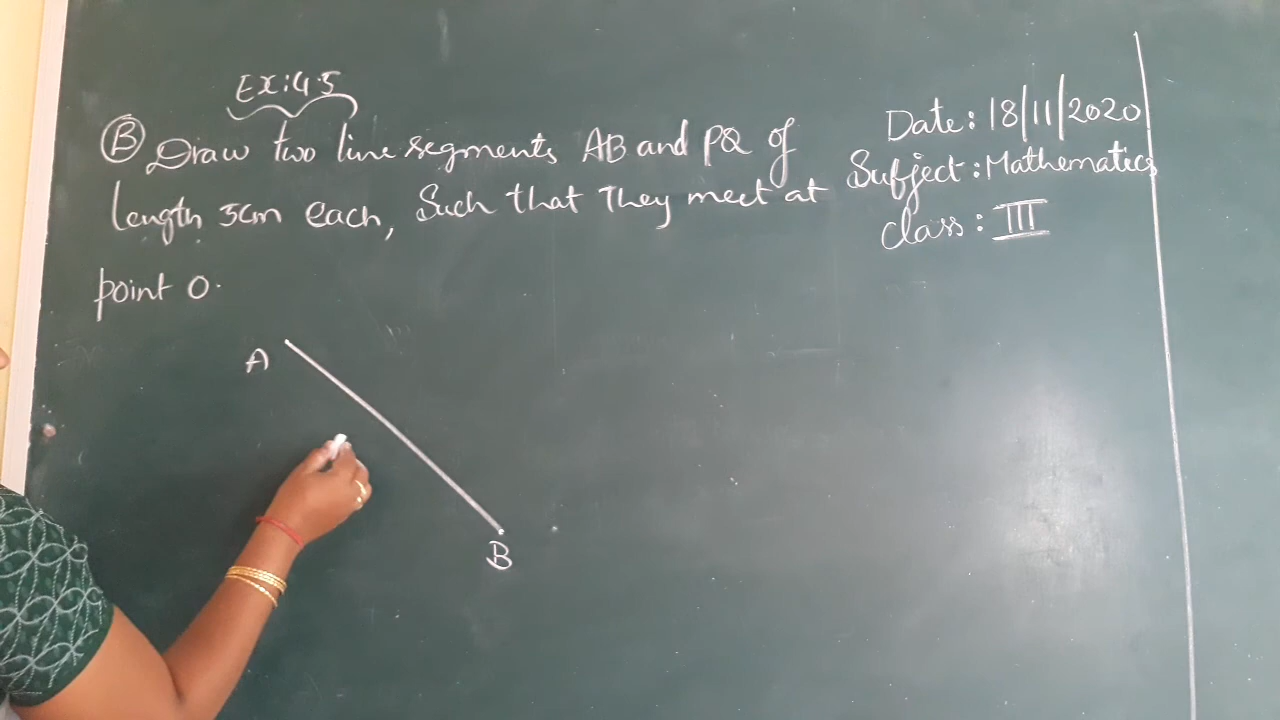 Ex:4.5
Date: 18/11/2020
(B) Draw two line segments AB and PQ of
Subject: Mathematics
length 5cm each, Such that They meet at
class: III
point O.
A
B